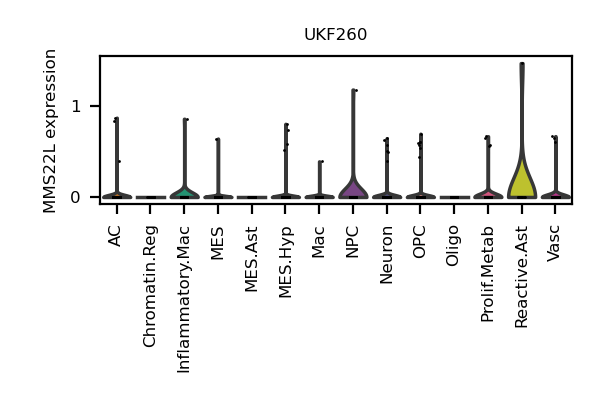 UKF260
MMS22L expression
1
0
AC
Chromatin.Reg
Inflammatory.Mac
MES
MES.Ast
MES.Hyp
Mac
NPC
Neuron
OPC
Oligo
Prolif.Metab
Reactive.Ast
Vasc